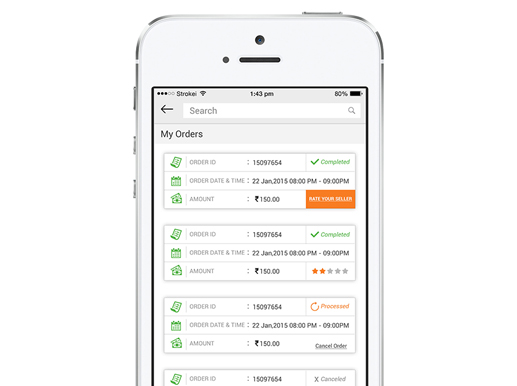 Strokei 1:43 pm 80%
Search
My Orders
ORDER ID : 15097654 Completed
ORDER DATE & TIME : 22 Jan,2015 08:00 PM - 09:00PM
AMOUNT : ₹150.00 RATE YOUR SELLER
ORDER ID : 15097654 Completed
ORDER DATE & TIME : 22 Jan,2015 08:00 PM - 09:00PM
AMOUNT : ₹150.00
ORDER ID : 15097654 Processed
ORDER DATE & TIME : 22 Jan,2015 08:00 PM - 09:00PM
AMOUNT : ₹150.00 Cancel Order
ORDER ID : 15097654 X Canceled